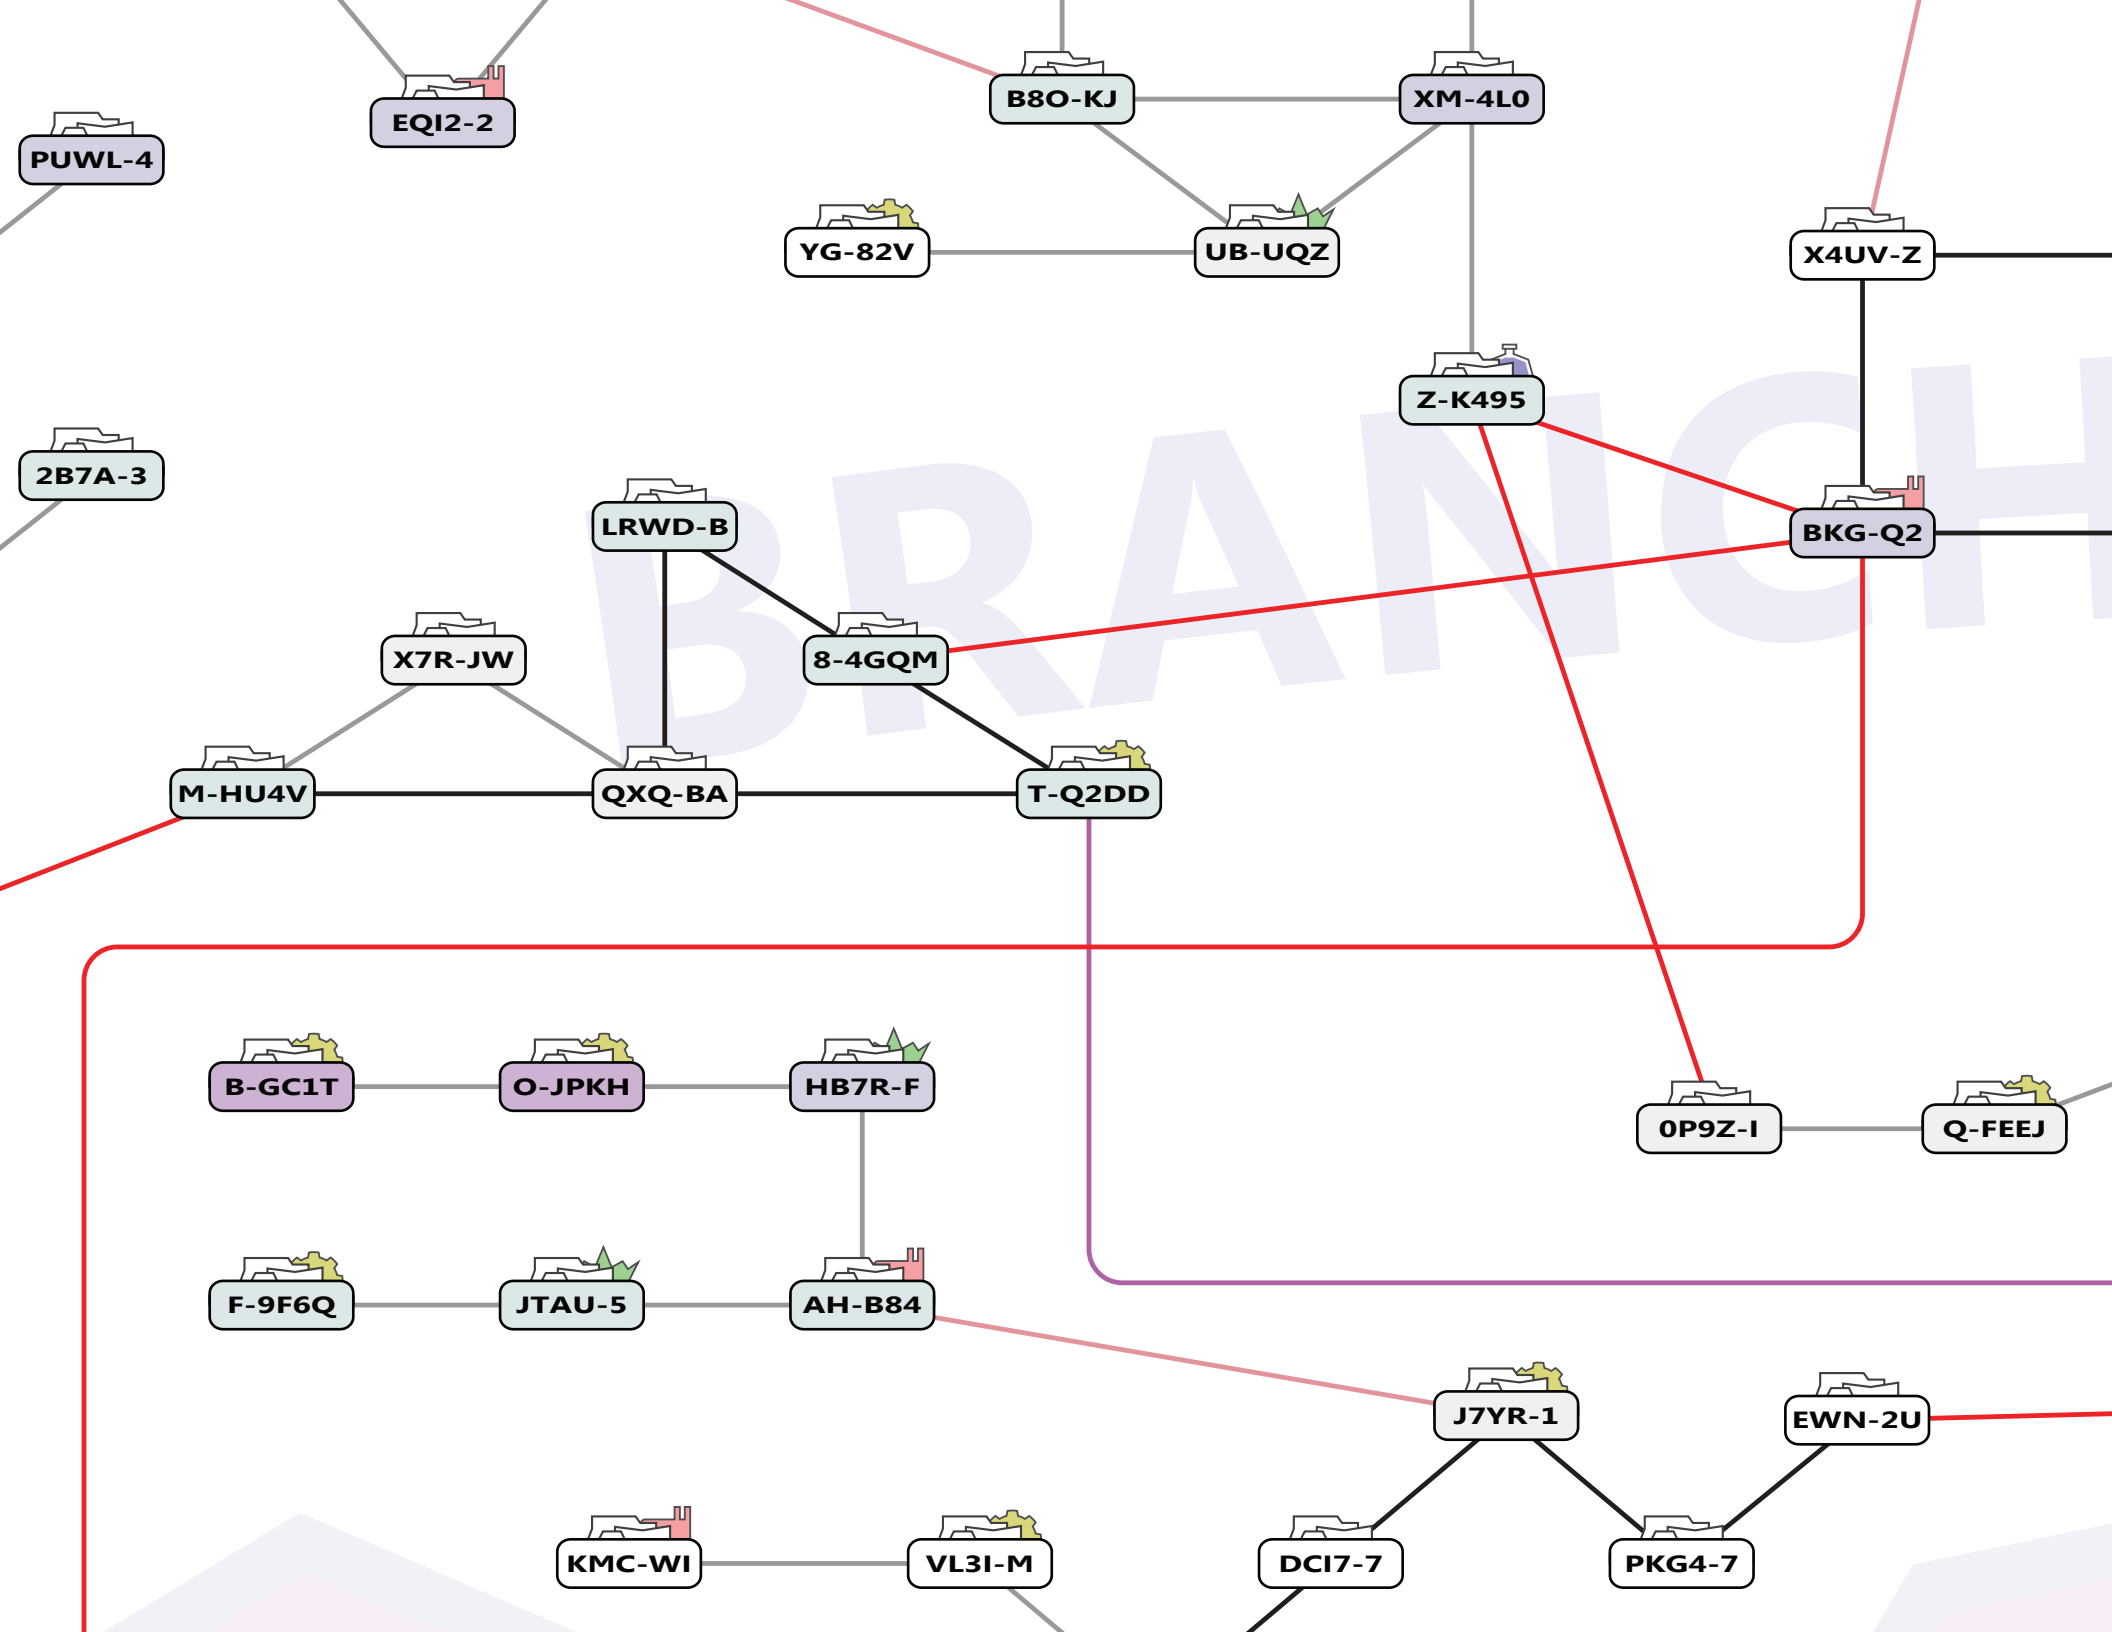 B8O-KJ
XM-4L0
EQI2-2
PUWL-4
YG-82V
UB-UQZ
X4UV-Z
Z-K495
2B7A-3
LRWD-B
BRANCH
BKG-Q2
X7R-JW
8-4GQM
M-HU4V
QXQ-BA
T-Q2DD
B-GC1T
O-JPKH
HB7R-F
0P9Z-I
Q-FEEJ
F-9F6Q
JTAU-5
AH-B84
J7YR-1
EWN-2U
KMC-WI
VL3I-M
DCI7-7
PKG4-7